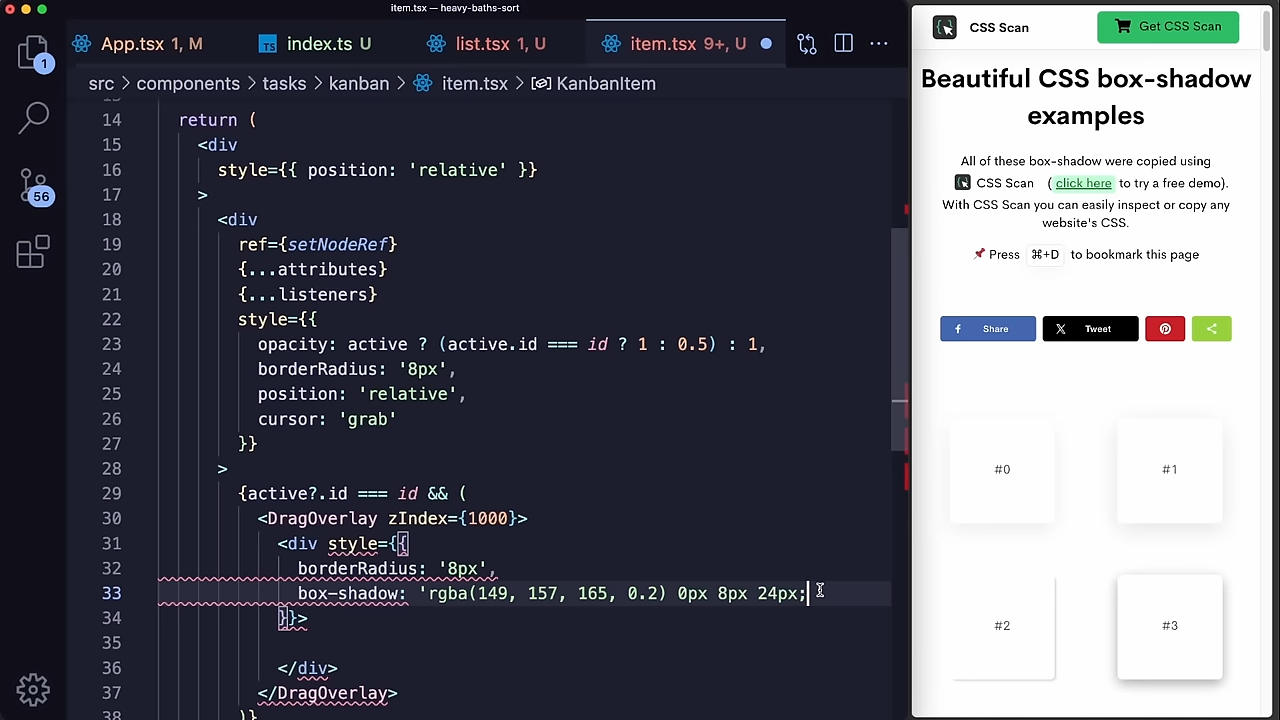 item.tsx — heavy-baths-sort
App.tsx 1, M
index.ts U
list.tsx 1, U
item.tsx 9+, U
src > components > tasks > kanban > item.tsx > KanbanItem
1
56
14 return (
15 <div
16 style={{ position: 'relative' }}
17 >
18 <div
19 ref={setNodeRef}
20 {...attributes}
21 {...listeners}
22 style={{
23 opacity: active ? (active.id === id ? 1 : 0.5) : 1,
24 borderRadius: '8px',
25 position: 'relative',
26 cursor: 'grab'
27 }}
28 >
29 {active?.id === id && (
30 <DragOverlay zIndex={1000}>
31 <div style={{
32 borderRadius: '8px',
33 box-shadow: 'rgba(149, 157, 165, 0.2) 0px 8px 24px;
34 }}>
35
36 </div>
37 </DragOverlay>
38 )}
CSS Scan
Get CSS Scan
Beautiful CSS box-shadow
examples
All of these box-shadow were copied using
CSS Scan (click here to try a free demo).
With CSS Scan you can easily inspect or copy any
website's CSS.
Press ⌘+D to bookmark this page
Share
Tweet
#0
#1
#2
#3